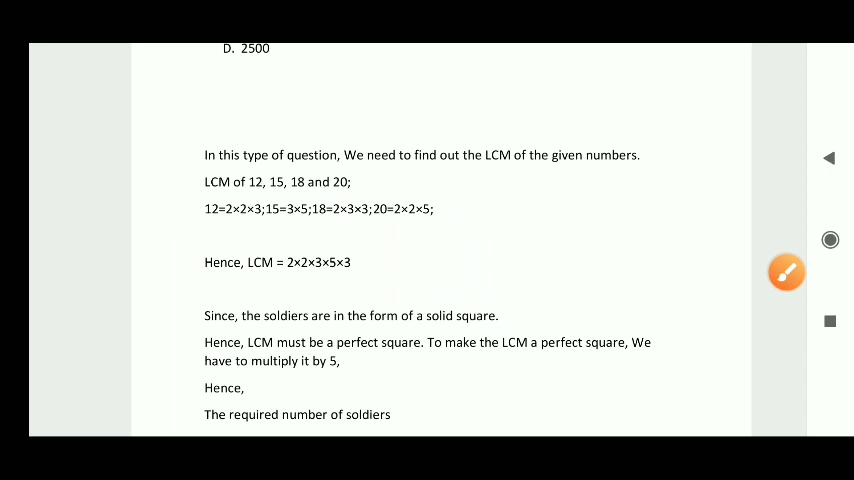 D. 2500
In this type of question, We need to find out the LCM of the given numbers.
LCM of 12, 15, 18 and 20;
12=2×2×3;15=3×5;18=2×3×3;20=2×2×5;
Hence, LCM = 2×2×3×5×3
Since, the soldiers are in the form of a solid square.
Hence, LCM must be a perfect square. To make the LCM a perfect square, We
have to multiply it by 5,
Hence,
The required number of soldiers